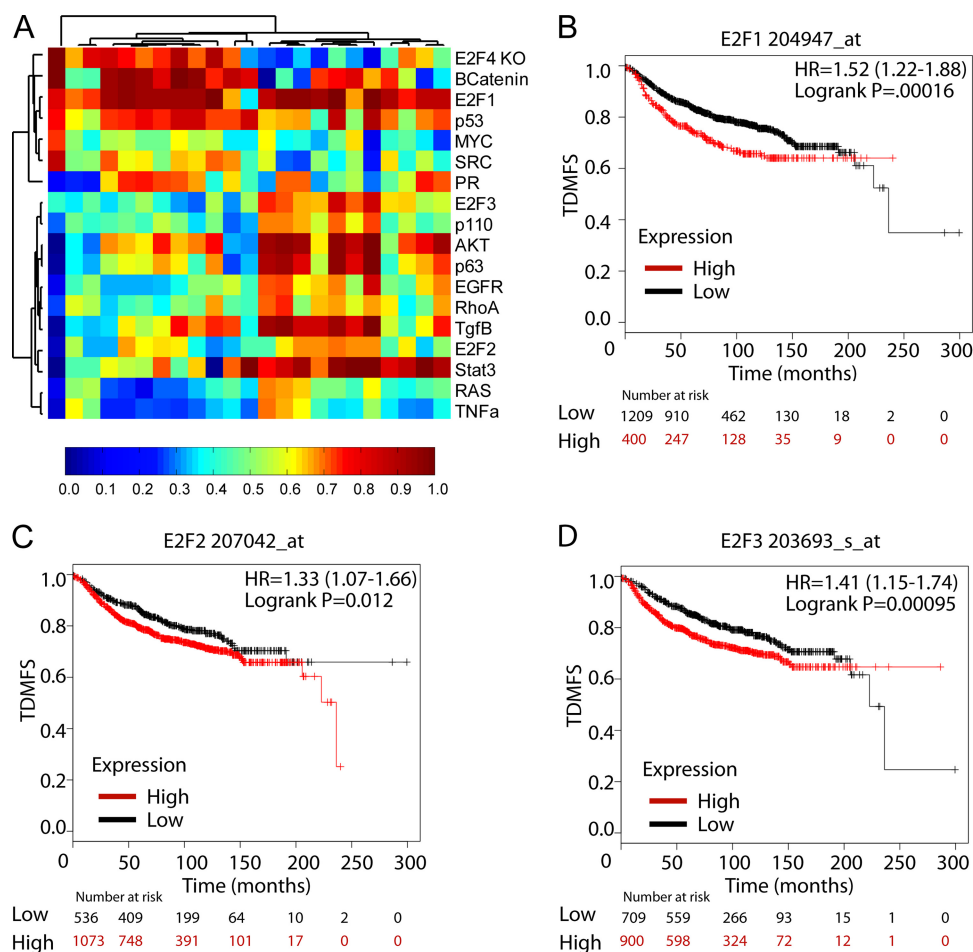 A
E2F4 KO
BCatenin
E2F1
p53
MYC
SRC
PR
E2F3
p110
AKT
p63
EGFR
RhoA
TgfB
E2F2
Stat3
RAS
TNFa
0.0 0.1 0.2 0.3 0.4 0.5 0.6 0.7 0.8 0.9 1.0
B
E2F1 204947_at
HR=1.52 (1.22-1.88)
Logrank P=.00016
TDMFS
1.0
0.8
0.6
0.4
0.2
0.0
Expression
High
Low
0 50 100 150 200 250 300
Time (months)
Number at risk
Low 1209 910 462 130 18 2 0
High 400 247 128 35 9 0 0
C
E2F2 207042_at
HR=1.33 (1.07-1.66)
Logrank P=0.012
TDMFS
1.0
0.8
0.6
0.4
0.2
0.0
Expression
High
Low
0 50 100 150 200 250 300
Time (months)
Number at risk
Low 536 409 199 64 10 2 0
High 1073 748 391 101 17 0 0
D
E2F3 203693_s_at
HR=1.41 (1.15-1.74)
Logrank P=0.00095
TDMFS
1.0
0.8
0.6
0.4
0.2
0.0
Expression
High
Low
0 50 100 150 200 250 300
Time (months)
Number at risk
Low 709 559 266 93 15 1 0
High 900 598 324 72 12 1 0